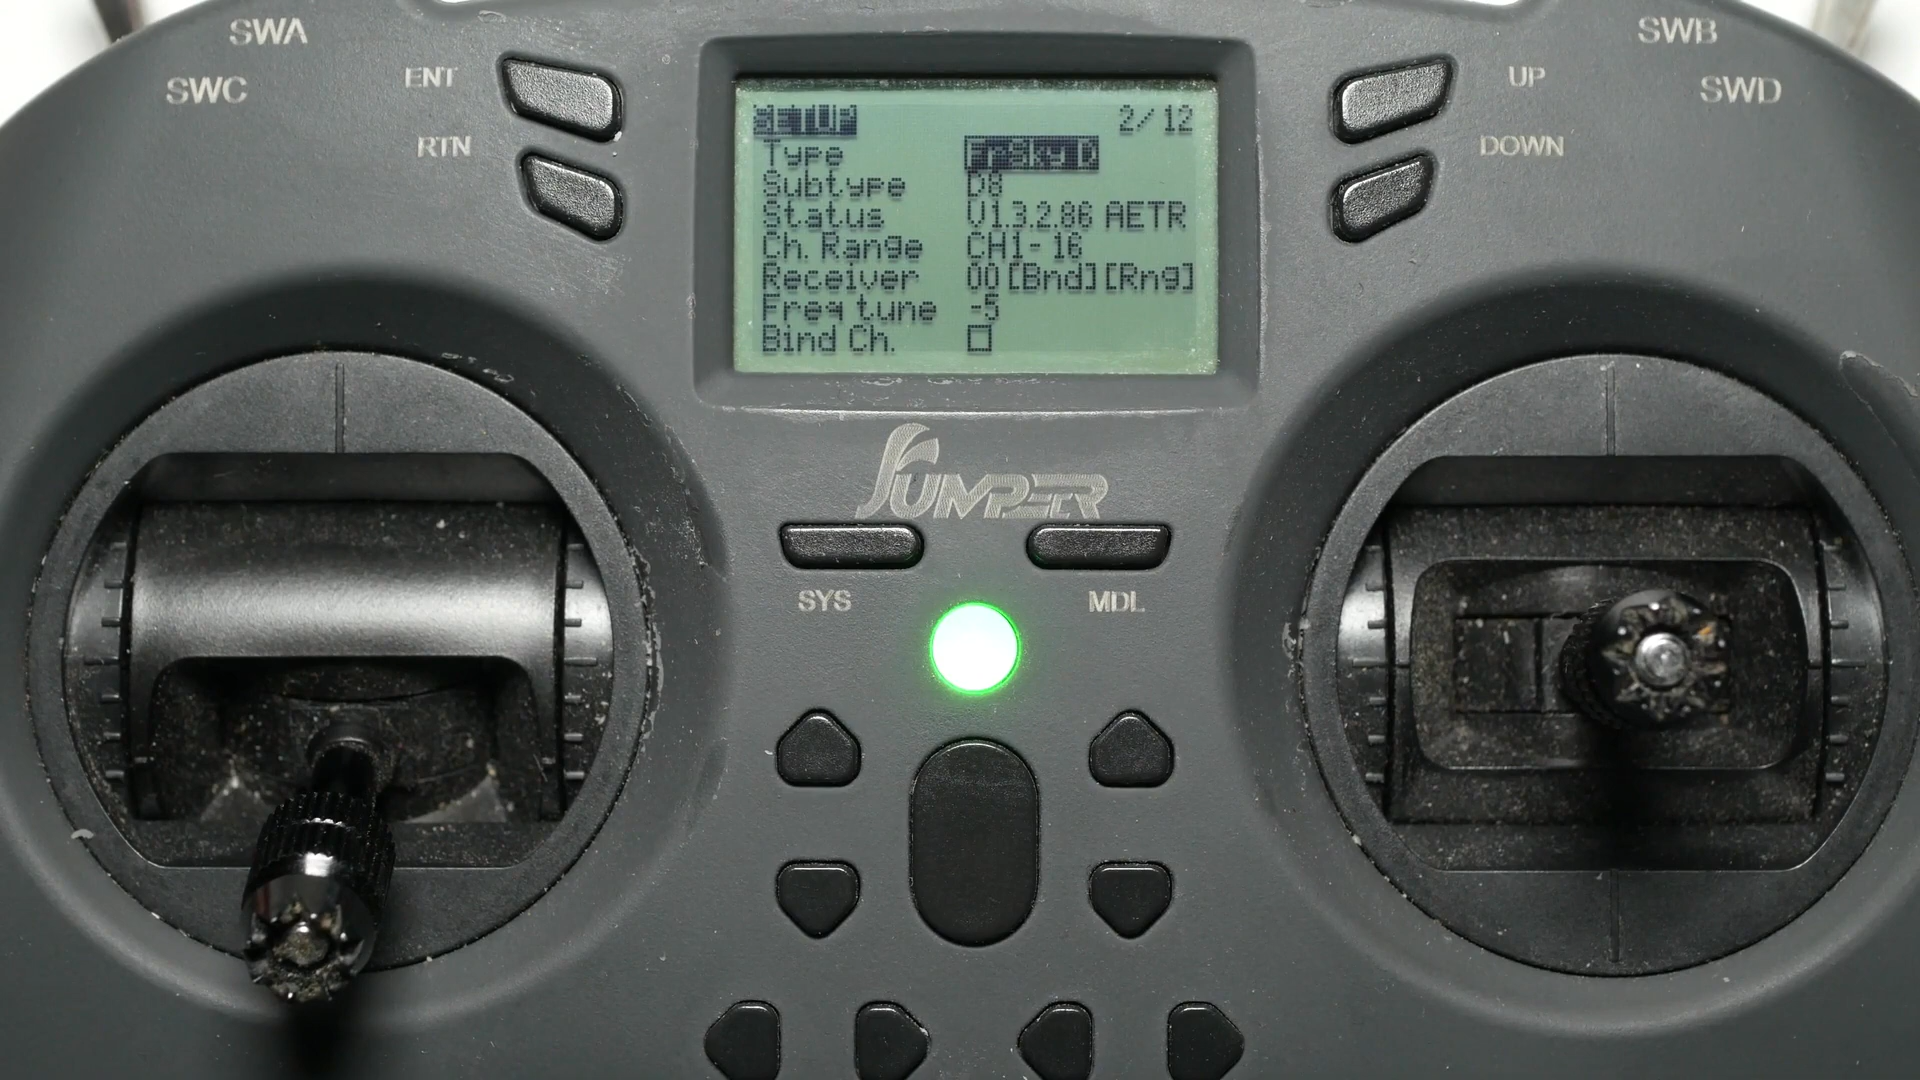 SWA
SWB
SWC
SWD
ENT
UP
RTN
DOWN
SETUP 2/12
Type FrSky D
Subtype D8
Status V1.3.2.86 AETR
Ch. Range CH1-16
Receiver 00 [Bnd] [Rng]
Freq tune -5
Bind Ch.
JUMPER
SYS
MDL